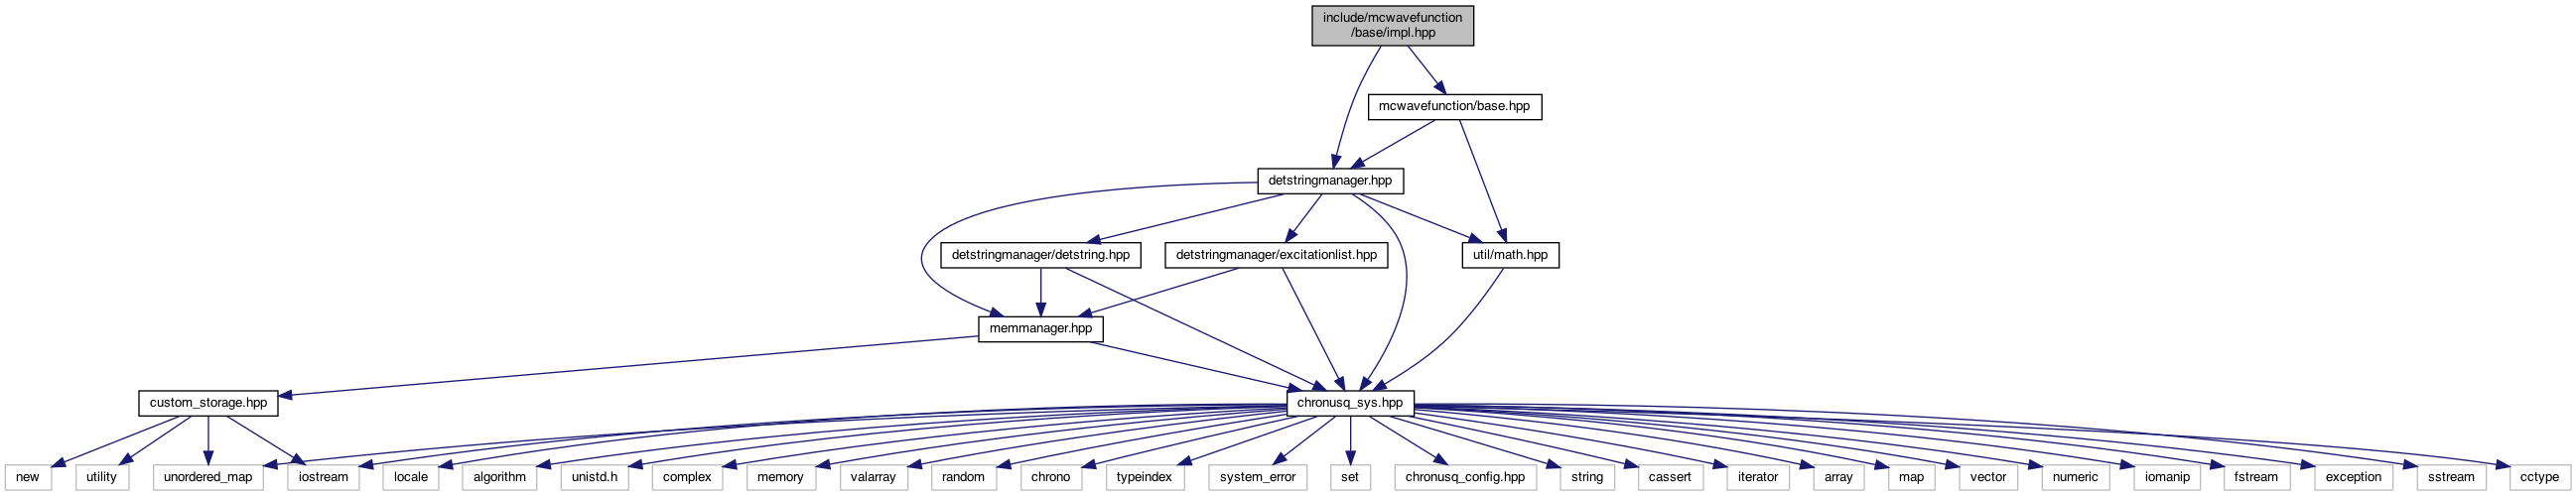 include/mcwavefunction
/base/impl.hpp
mcwavefunction/base.hpp
detstringmanager.hpp
detstringmanager/detstring.hpp
detstringmanager/excitationlist.hpp
util/math.hpp
memmanager.hpp
custom_storage.hpp
chronusq_sys.hpp
new
utility
unordered_map
iostream
locale
algorithm
unistd.h
complex
memory
valarray
random
chrono
typeindex
system_error
set
chronusq_config.hpp
string
cassert
iterator
array
map
vector
numeric
iomanip
fstream
exception
sstream
cctype